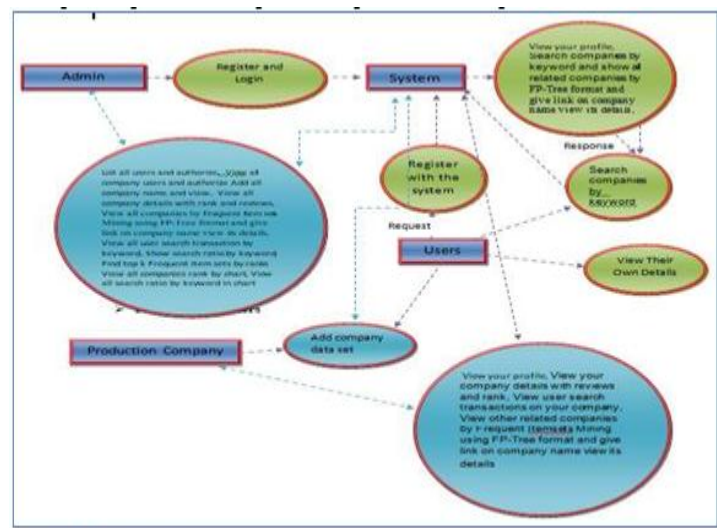 Admin
Register and
Login
System
View your profile,
Search companies by
keyword and show all
related companies by
FP-Tree format and
give link on company
name view its details,
Response
Search
companies
by
keyword
Register
with the
system
Request
Users
View Their
Own Details
List all users and authorize, View all
company users and authorize Add all
company name and view, View all
company details with rank and reviews,
View all companies by Frequent Item set
Mining using FP-Tree format and give
link on company name view its details,
View all user search transaction by
keyword, Show search ratio by keyword
Find top k Frequent item sets by rank,
View all companies rank by chart, View
all search ratio by keyword in chart
Production Company
Add company
data set
View your profile, View your
company details with reviews
and rank, View user search
transactions on your company,
View other related companies
by Frequent Itemsets Mining
using FP-Tree format and give
link on company name view its
details